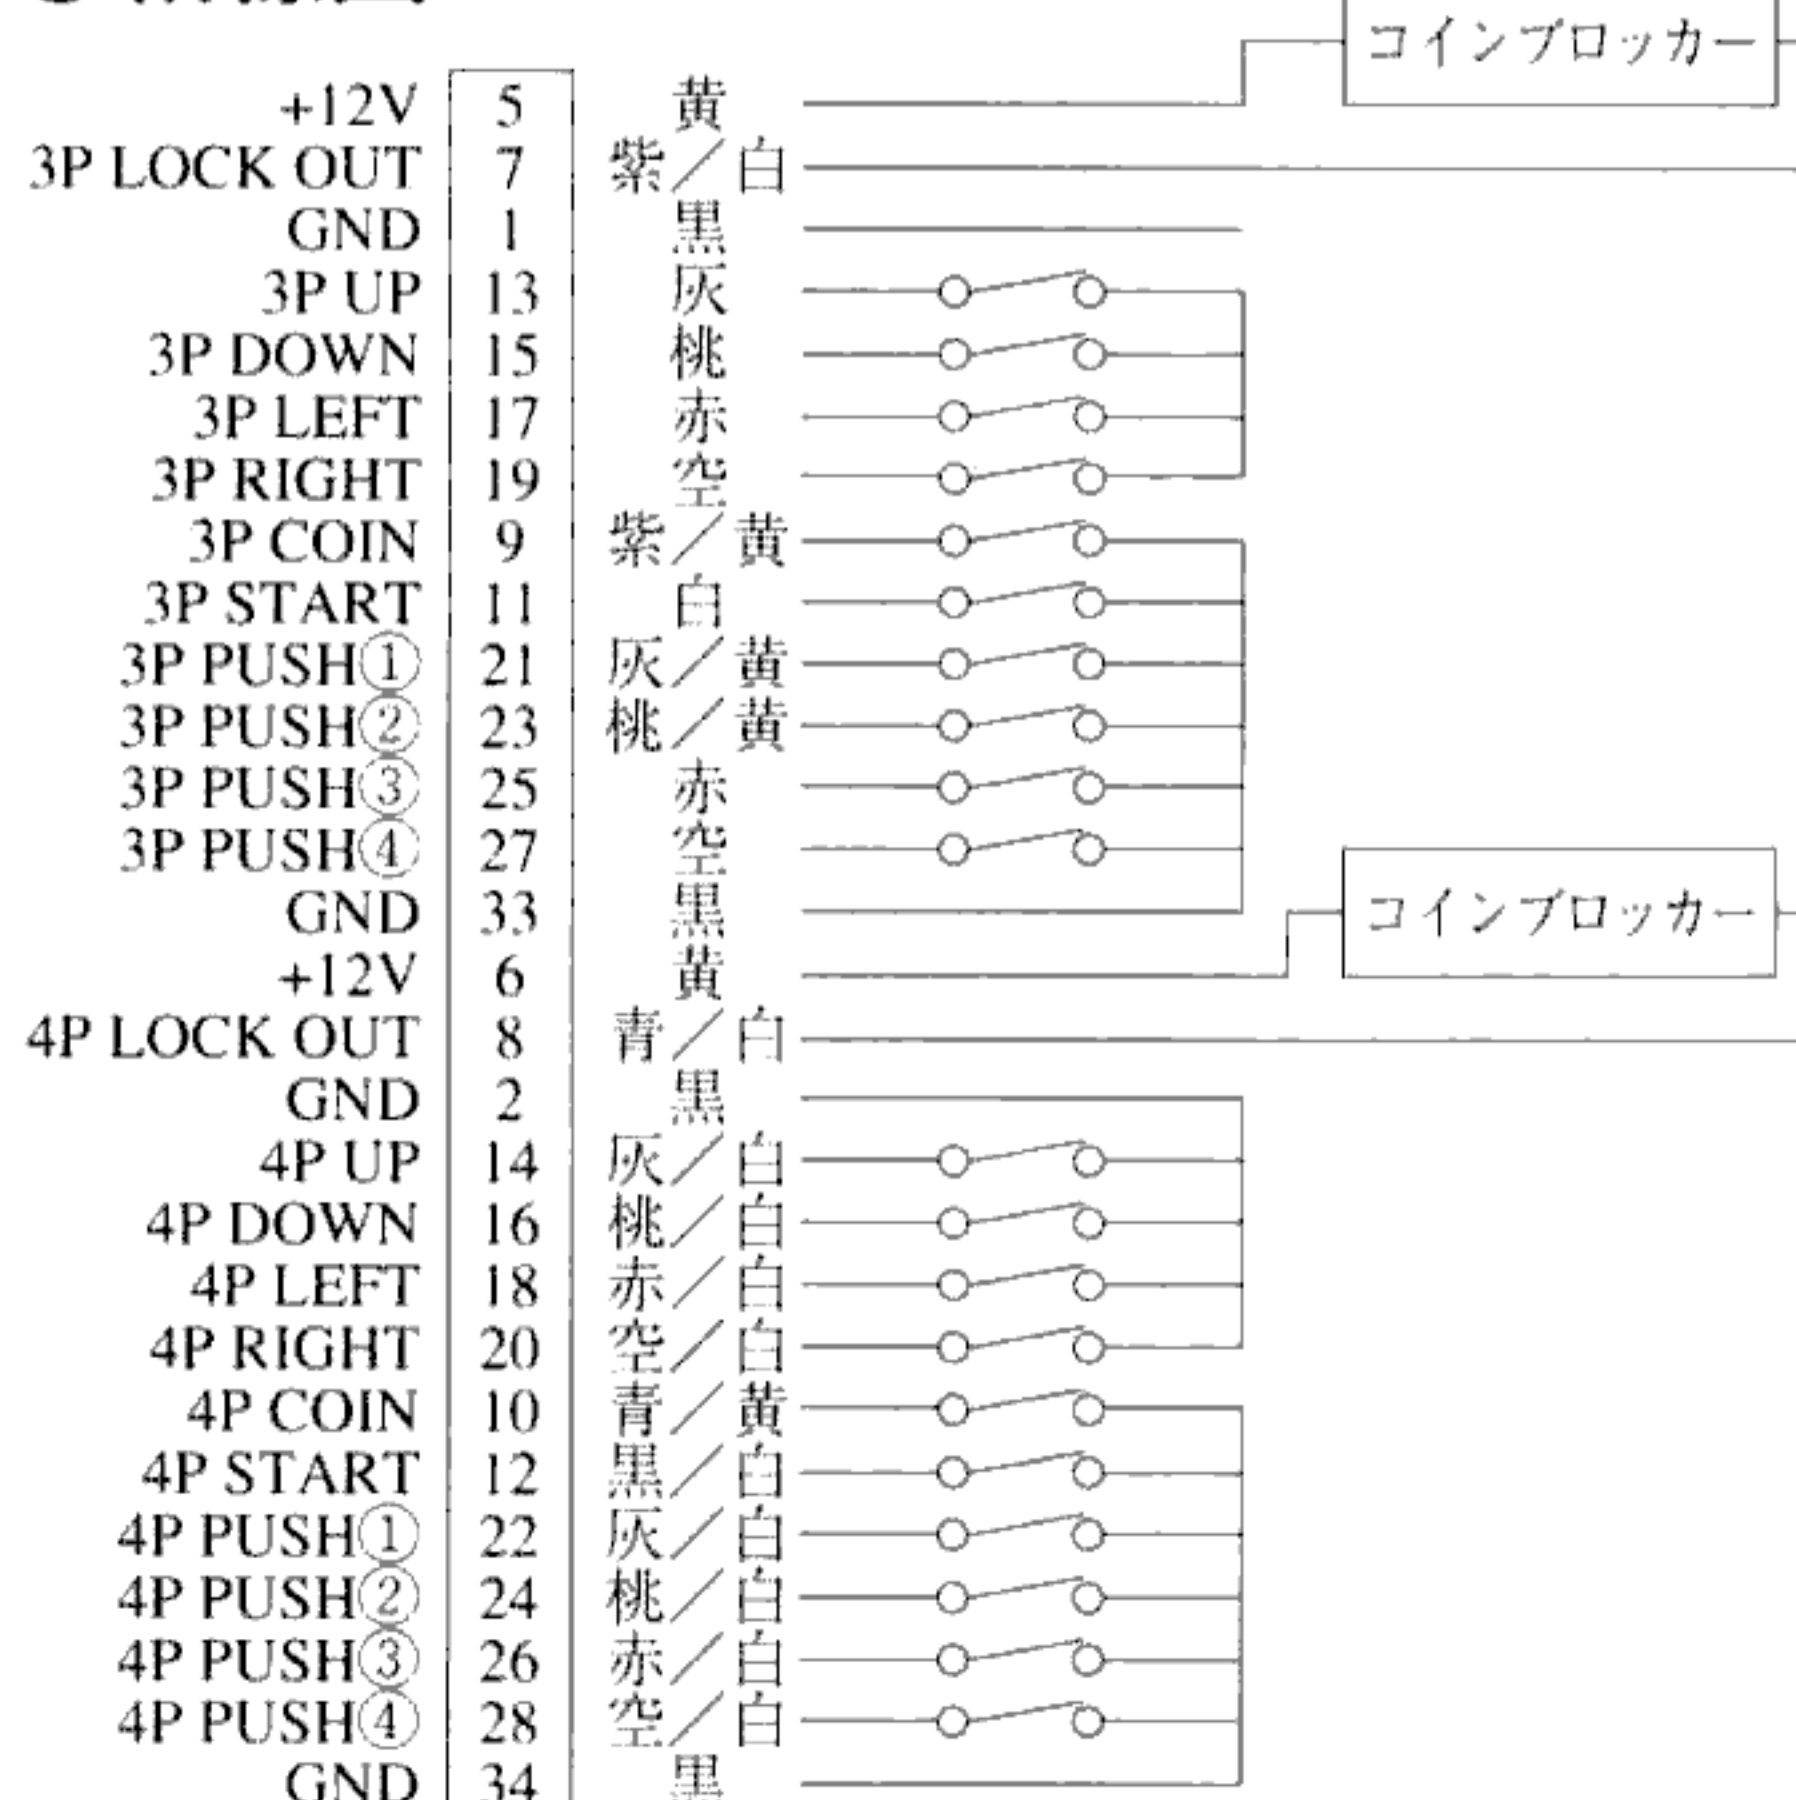 コインブロッカー
+12V 5 黄
3P LOCK OUT 7 紫／白
GND 1 黒
3P UP 13 灰
3P DOWN 15 桃
3P LEFT 17 赤
3P RIGHT 19 空
3P COIN 9 紫／黄
3P START 11 白
3P PUSH① 21 灰／黄
3P PUSH② 23 桃／黄
3P PUSH③ 25 赤
3P PUSH④ 27 空
GND 33 黒
コインブロッカー
+12V 6 黄
4P LOCK OUT 8 青／白
GND 2 黒
4P UP 14 灰／白
4P DOWN 16 桃／白
4P LEFT 18 赤／白
4P RIGHT 20 空／白
4P COIN 10 青／黄
4P START 12 黒／白
4P PUSH① 22 灰／白
4P PUSH② 24 桃／白
4P PUSH③ 26 赤／白
4P PUSH④ 28 空／白
GND 34 黒